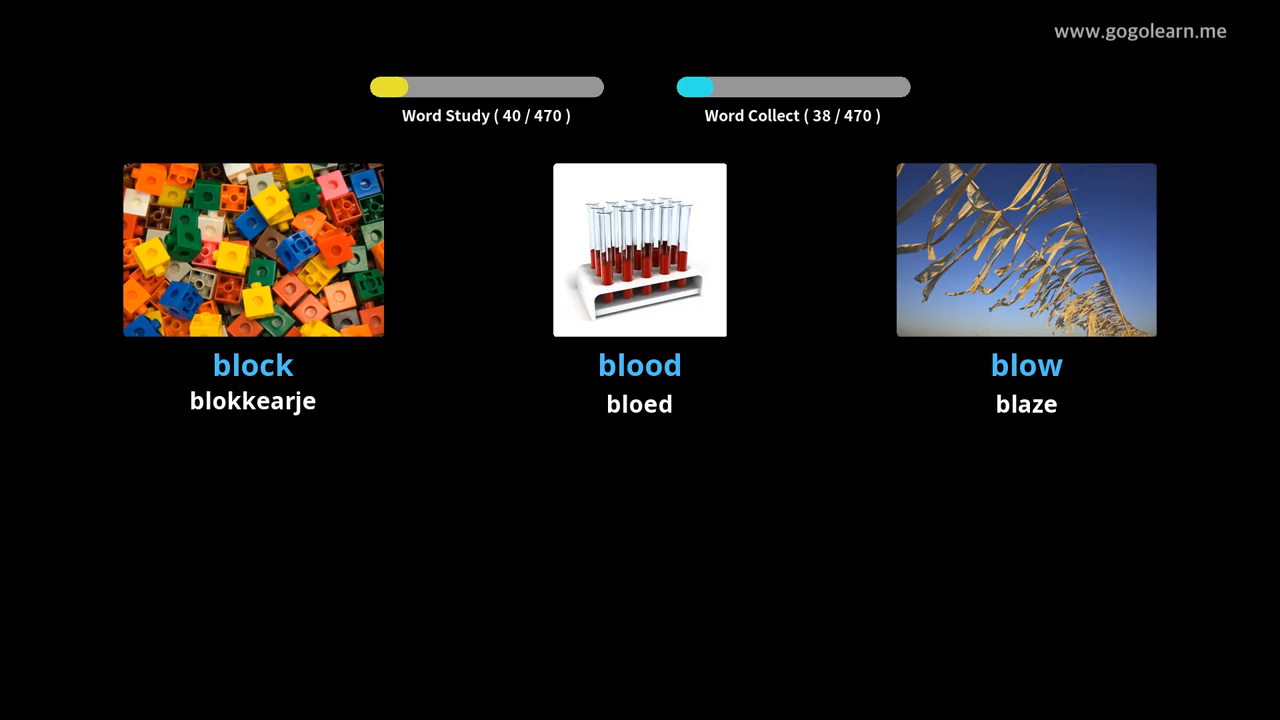 www.gogolearn.me
Word Study ( 40 / 470 )
Word Collect ( 38 / 470 )
block
blokkearje
blood
bloed
blow
blaze